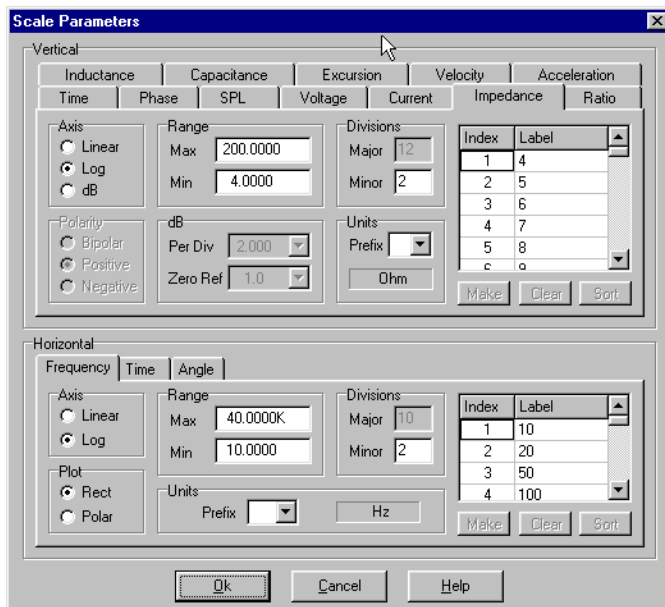 Scale Parameters
Vertical
Inductance Capacitance Excursion Velocity Acceleration
Time Phase SPL Voltage Current Impedance Ratio
Axis
Linear
Log
dB
Range
Max 200.0000
Min 4.0000
Divisions
Major 12
Minor 2
Index Label
1 4
2 5
3 6
4 7
5 8
Polarity
Bipolar
Positive
Negative
dB
Per Div 2.000
Zero Ref 1.0
Units
Prefix
Ohm
Make Clear Sort
Horizontal
Frequency Time Angle
Axis
Linear
Log
Range
Max 40.0000K
Min 10.0000
Divisions
Major 10
Minor 2
Index Label
1 10
2 20
3 50
4 100
Plot
Rect
Polar
Units
Prefix
Hz
Make Clear Sort
Ok Cancel Help